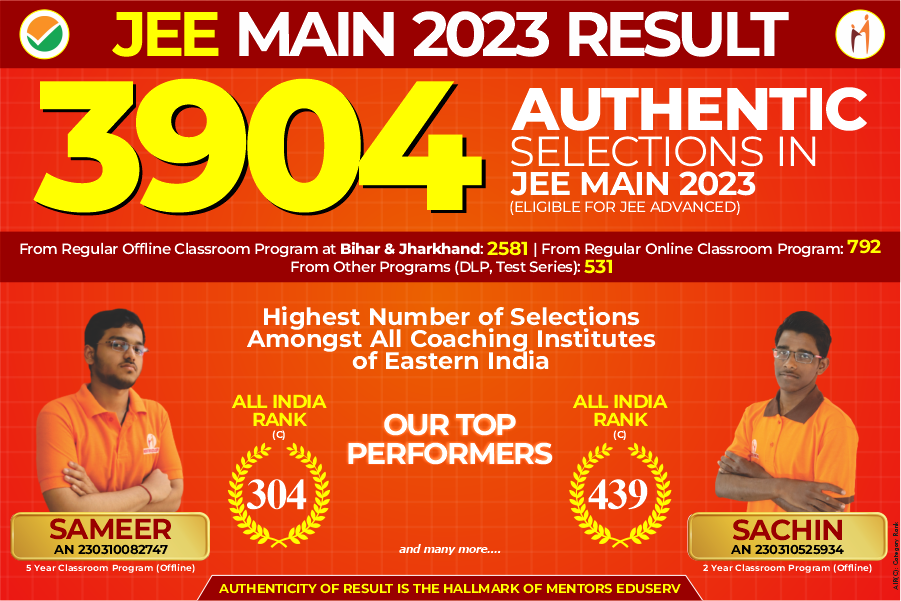 JEE MAIN 2023 RESULT
3904
AUTHENTIC
SELECTIONS IN
JEE MAIN 2023
(ELIGIBLE FOR JEE ADVANCED)
From Regular Offline Classroom Program at Bihar & Jharkhand: 2581 | From Regular Online Classroom Program: 792
From Other Programs (DLP, Test Series): 531
Highest Number of Selections
Amongst All Coaching Institutes
of Eastern India
ALL INDIA
RANK
(C)
304
OUR TOP
PERFORMERS
ALL INDIA
RANK
(C)
439
and many more....
SAMEER
AN 230310082747
5 Year Classroom Program (Offline)
SACHIN
AN 230310525934
2 Year Classroom Program (Offline)
AIR(C): Category Rank
AUTHENTICITY OF RESULT IS THE HALLMARK OF MENTORS EDUSERV